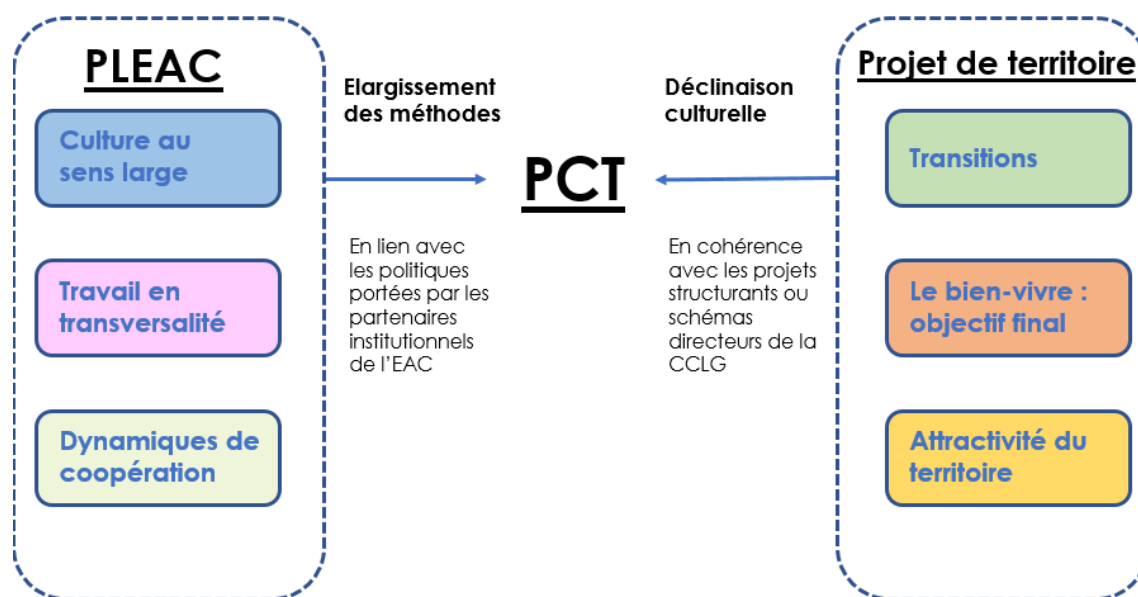 PLEAC
Culture au
sens large
Travail en
transversalité
Dynamiques de
coopération
Elargissement
des méthodes
En lien avec
les politiques
portées par les
partenaires
institutionnels
de l'EAC
PCT
Déclinaison
culturelle
En cohérence
avec les projets
structurants ou
schémas
directeurs de la
CCLG
Projet de territoire
Transitions
Le bien-vivre :
objectif final
Attractivité du
territoire